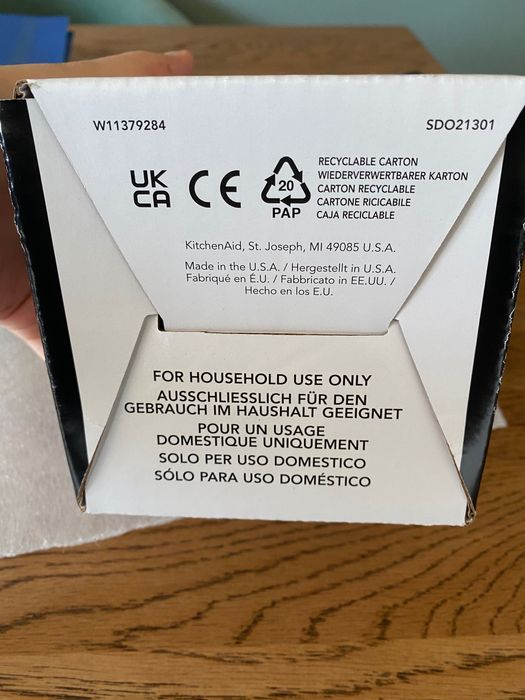 W11379284
SDO21301
UK
CA
CE
20
PAP
RECYCLABLE CARTON
WIEDERVERWERTBARER KARTON
CARTON RECYCLABLE
CARTONE RICICABILE
CAJA RECICLABLE
KitchenAid, St. Joseph, MI 49085 U.S.A.
Made in the U.S.A. / Hergestellt in U.S.A.
Fabriqué en É.U. / Fabbricato in EE.UU. /
Hecho en los E.U.
FOR HOUSEHOLD USE ONLY
AUSSCHLIESSLICH FÜR DEN
GEBRAUCH IM HAUSHALT GEEIGNET
POUR UN USAGE
DOMESTIQUE UNIQUEMENT
SOLO PER USO DOMESTICO
SÓLO PARA USO DOMÉSTICO